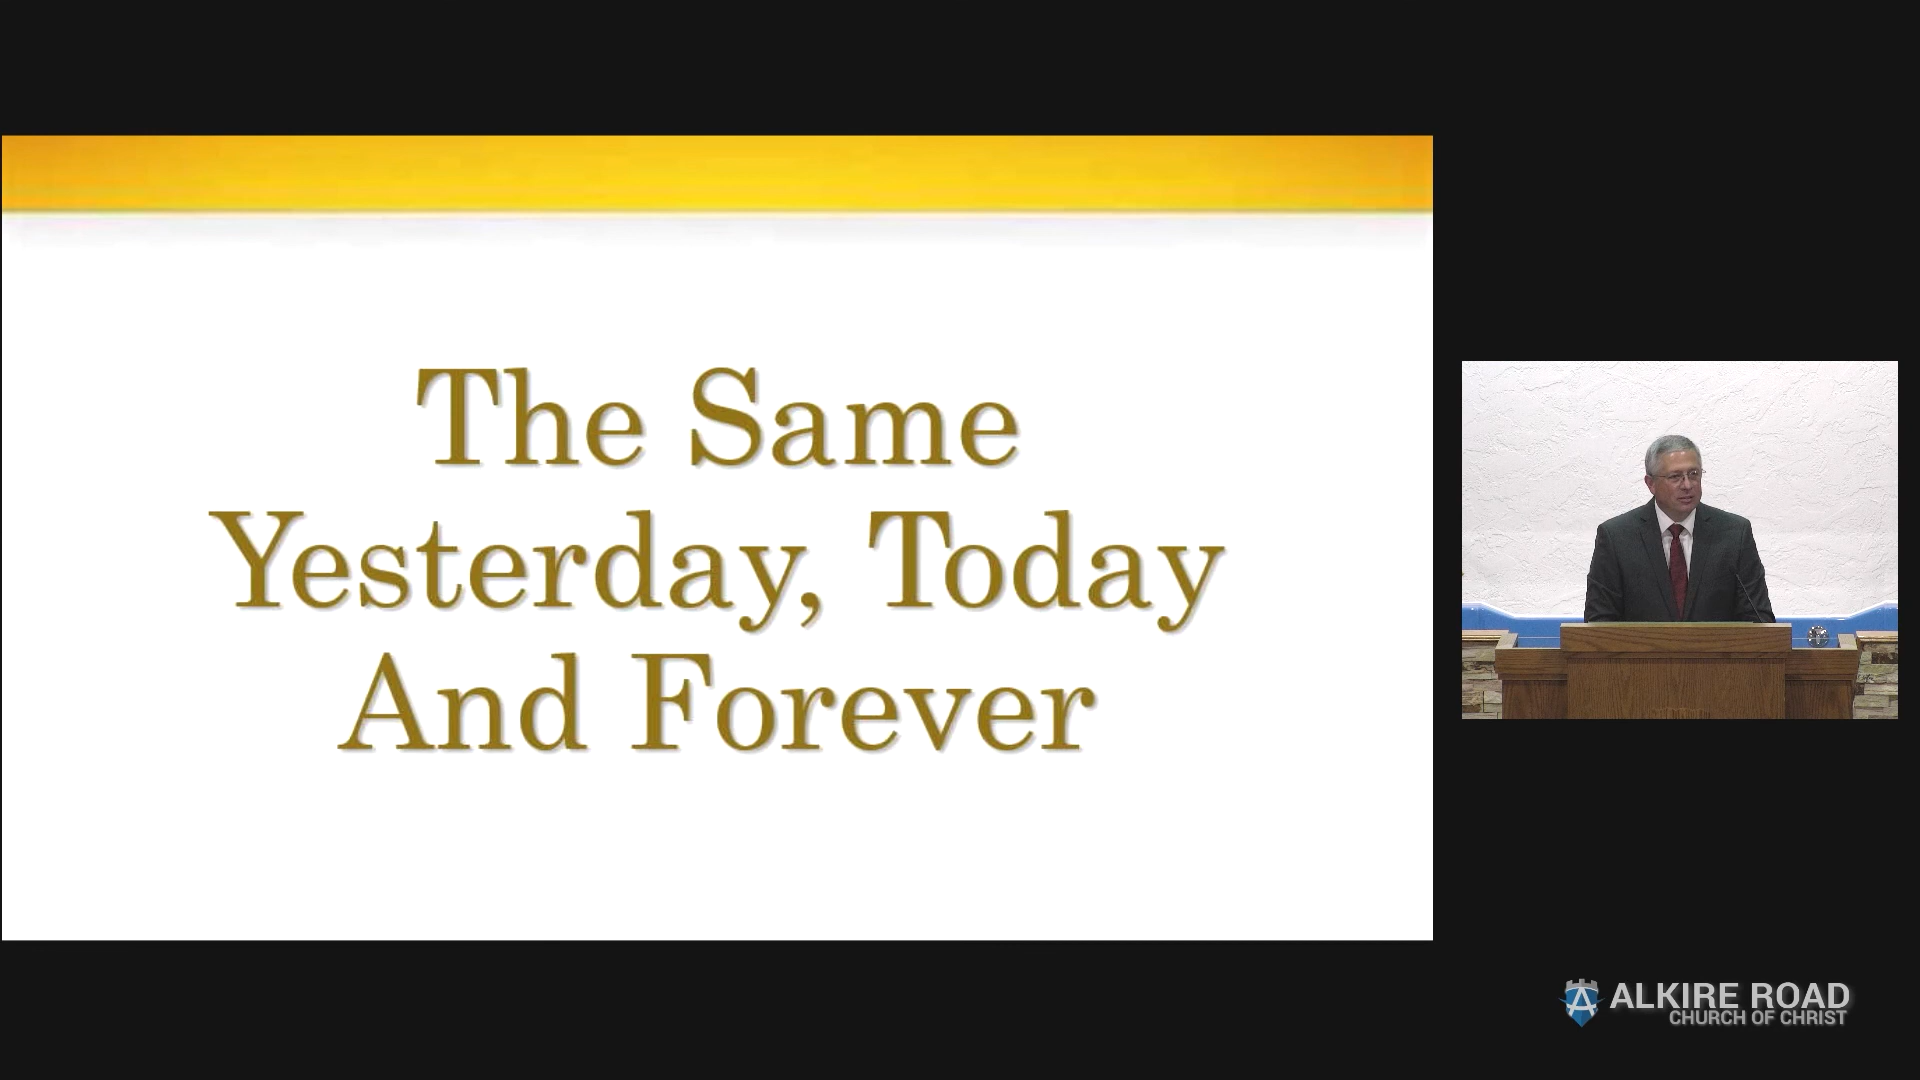 The Same
Yesterday, Today
And Forever
ALKIRE ROAD
CHURCH OF CHRIST